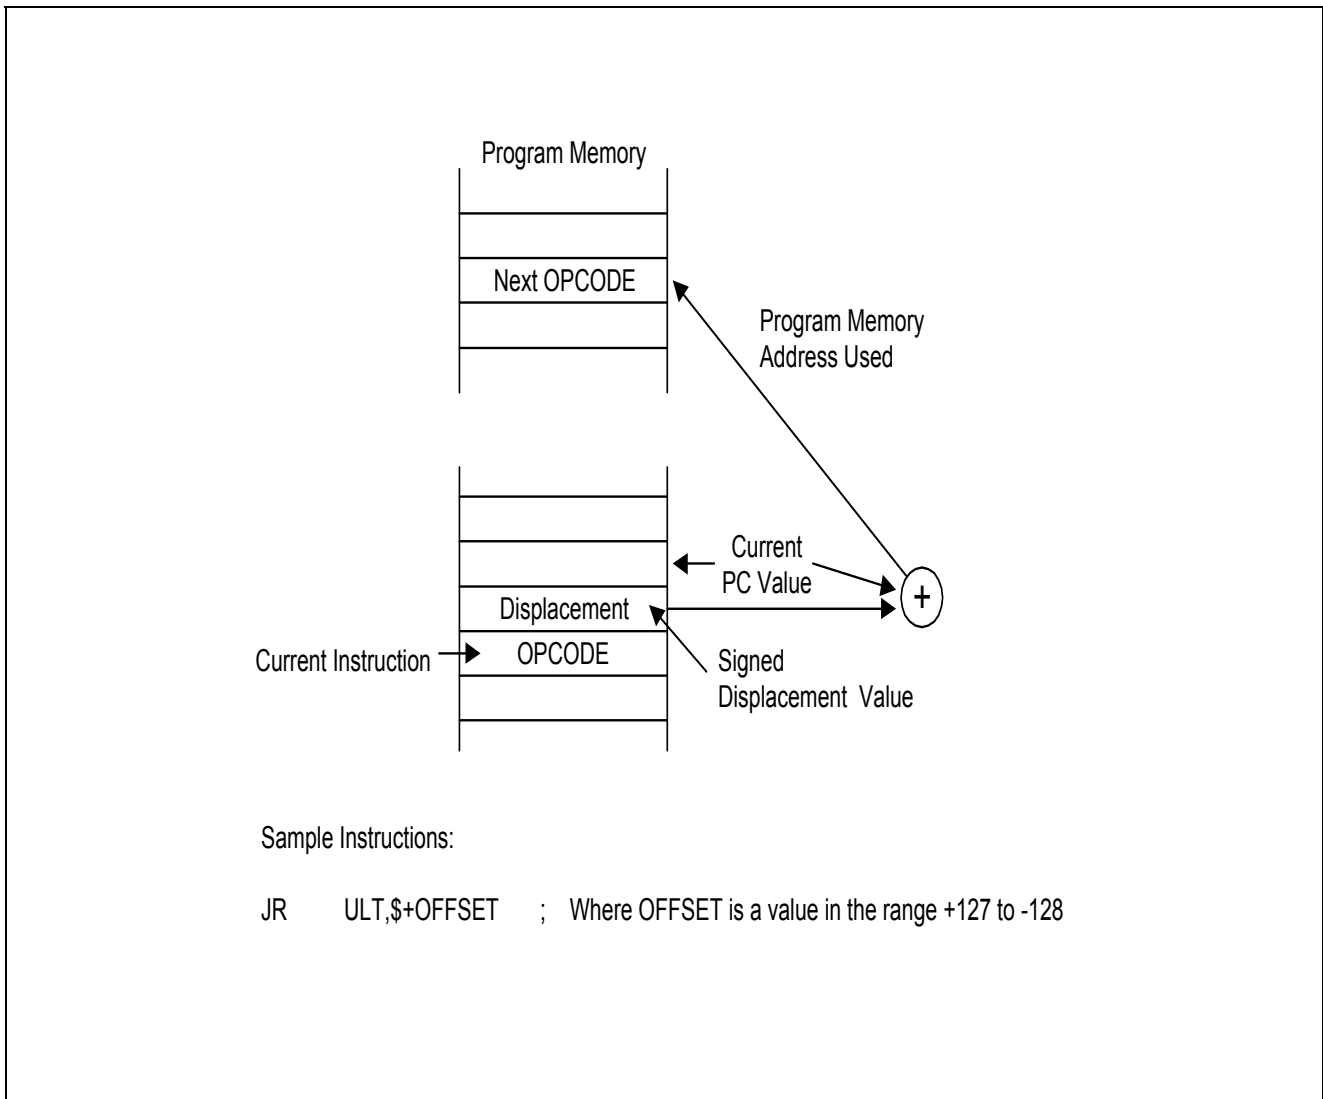 Program Memory
Next OPCODE
Program Memory
Address Used
Current
PC Value
+
Displacement
Current Instruction
OPCODE
Signed
Displacement Value
Sample Instructions:
JR ULT,$+OFFSET ; Where OFFSET is a value in the range +127 to -128